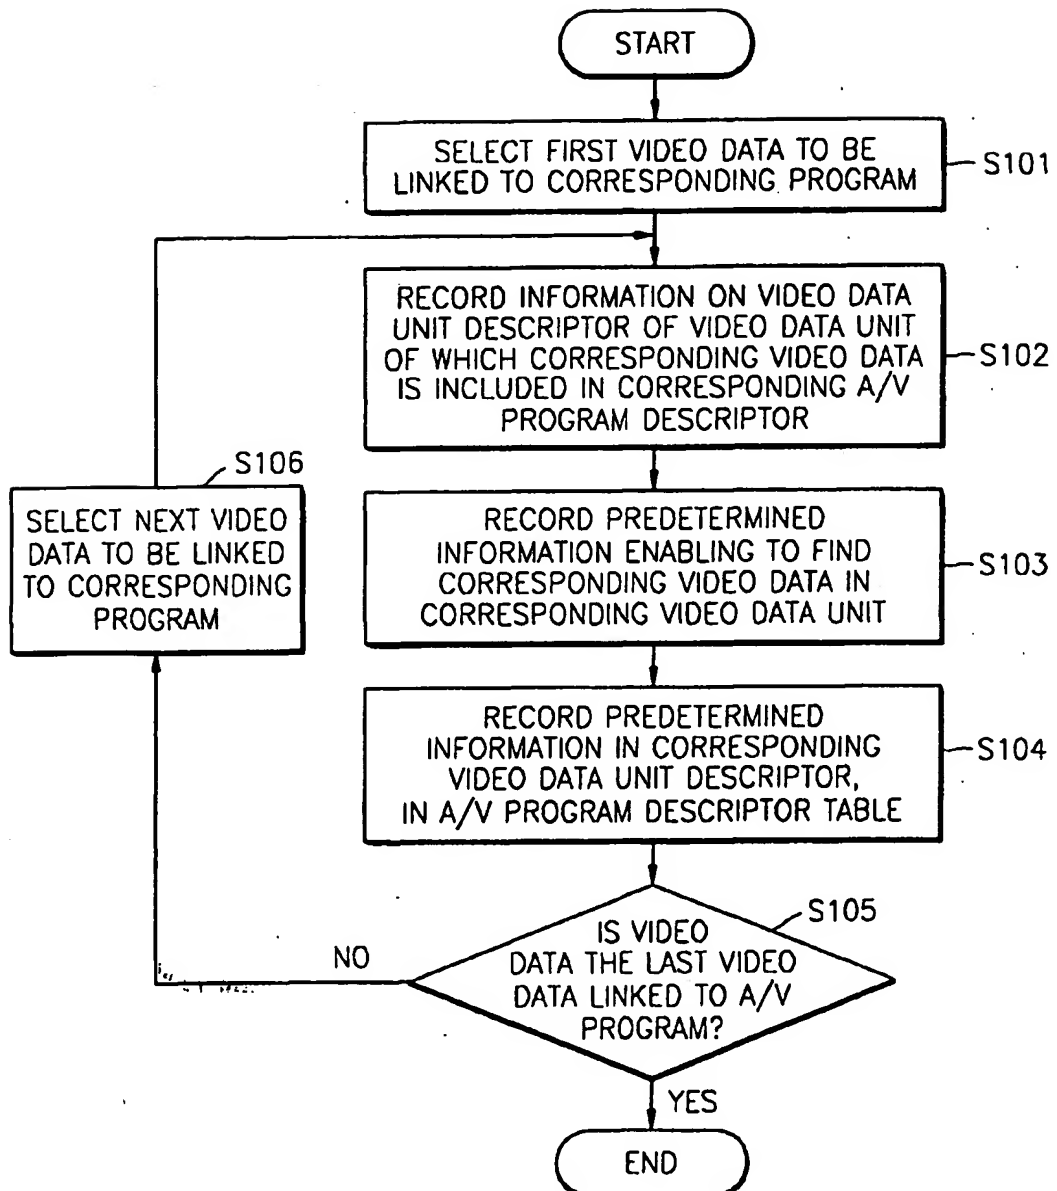 START
SELECT FIRST VIDEO DATA TO BE
LINKED TO CORRESPONDING PROGRAM
S101
RECORD INFORMATION ON VIDEO DATA
UNIT DESCRIPTOR OF VIDEO DATA UNIT
OF WHICH CORRESPONDING VIDEO DATA
IS INCLUDED IN CORRESPONDING A/V
PROGRAM DESCRIPTOR
S102
S106
SELECT NEXT VIDEO
DATA TO BE LINKED
TO CORRESPONDING
PROGRAM
RECORD PREDETERMINED
INFORMATION ENABLING TO FIND
CORRESPONDING VIDEO DATA IN
CORRESPONDING VIDEO DATA UNIT
S103
RECORD PREDETERMINED
INFORMATION IN CORRESPONDING
VIDEO DATA UNIT DESCRIPTOR,
IN A/V PROGRAM DESCRIPTOR TABLE
S104
S105
IS VIDEO
DATA THE LAST VIDEO
DATA LINKED TO A/V
PROGRAM?
NO
YES
END